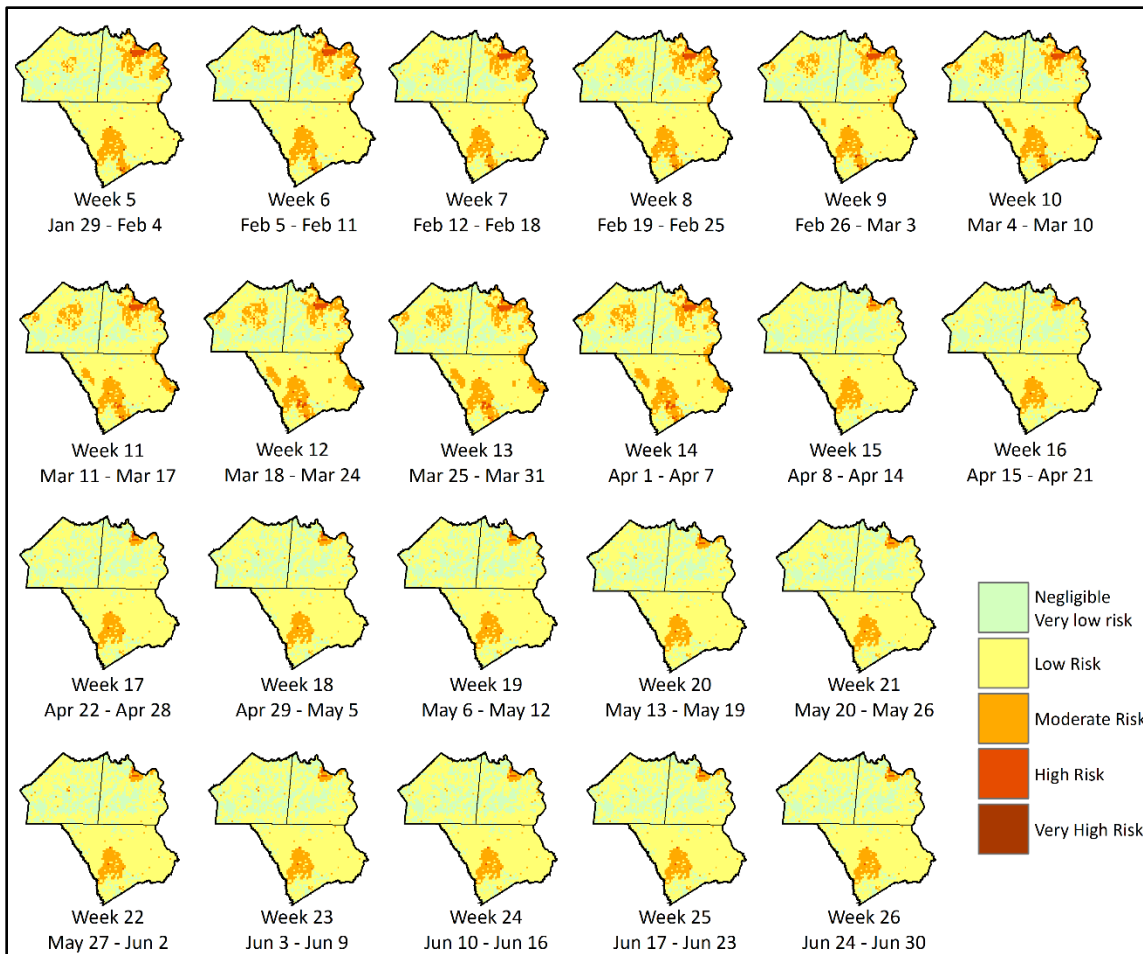 Week 5
Jan 29 - Feb 4
Week 6
Feb 5 - Feb 11
Week 7
Feb 12 - Feb 18
Week 8
Feb 19 - Feb 25
Week 9
Feb 26 - Mar 3
Week 10
Mar 4 - Mar 10
Week 11
Mar 11 - Mar 17
Week 12
Mar 18 - Mar 24
Week 13
Mar 25 - Mar 31
Week 14
Apr 1 - Apr 7
Week 15
Apr 8 - Apr 14
Week 16
Apr 15 - Apr 21
Week 17
Apr 22 - Apr 28
Week 18
Apr 29 - May 5
Week 19
May 6 - May 12
Week 20
May 13 - May 19
Week 21
May 20 - May 26
Week 22
May 27 - Jun 2
Week 23
Jun 3 - Jun 9
Week 24
Jun 10 - Jun 16
Week 25
Jun 17 - Jun 23
Week 26
Jun 24 - Jun 30
Negligible
Very low risk
Low Risk
Moderate Risk
High Risk
Very High Risk